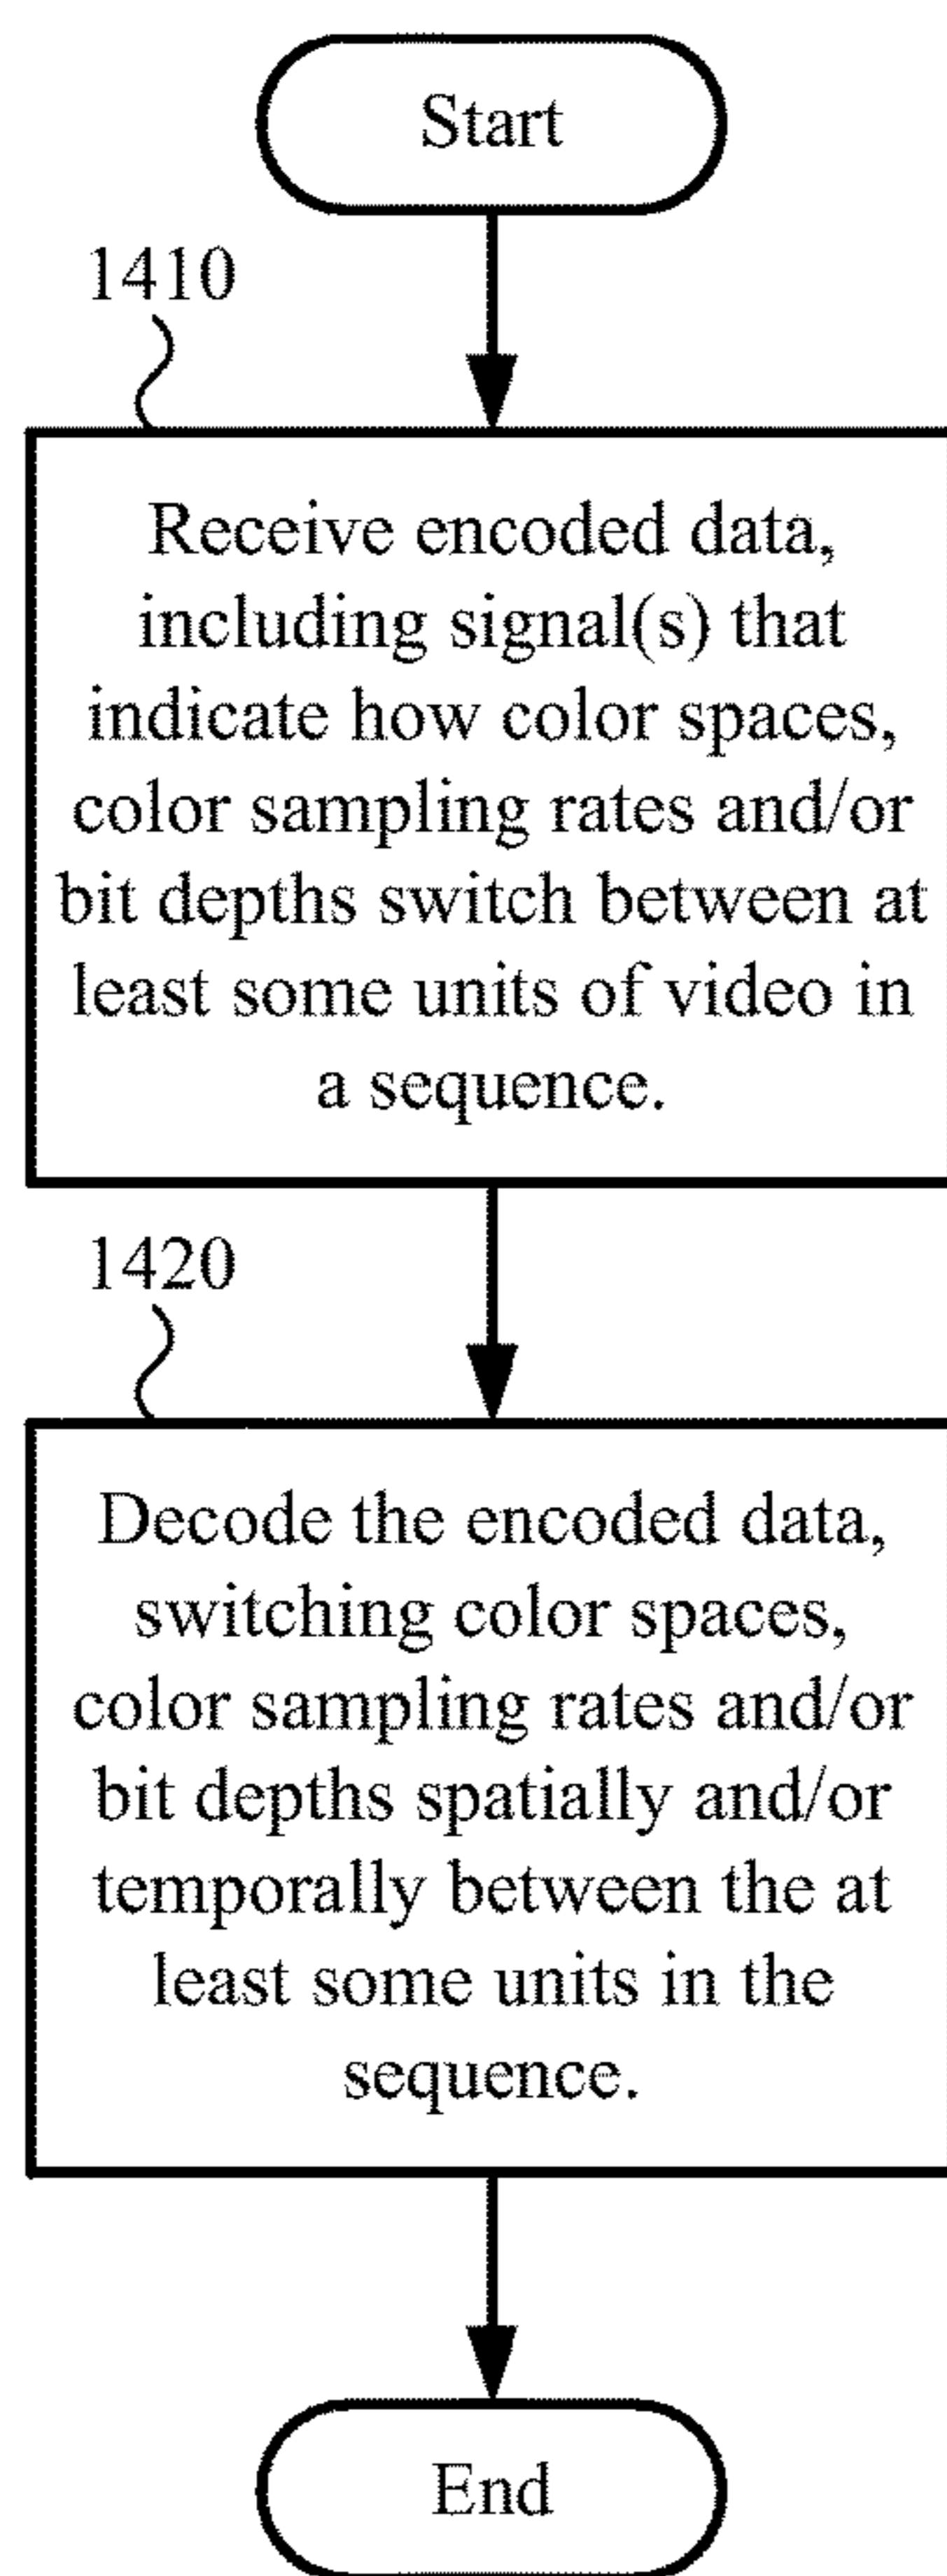 Start
1410
Receive encoded data,
including signal(s) that
indicate how color spaces,
color sampling rates and/or
bit depths switch between at
least some units of video in
a sequence.
1420
Decode the encoded data,
switching color spaces,
color sampling rates and/or
bit depths spatially and/or
temporally between the at
least some units in the
sequence.
End